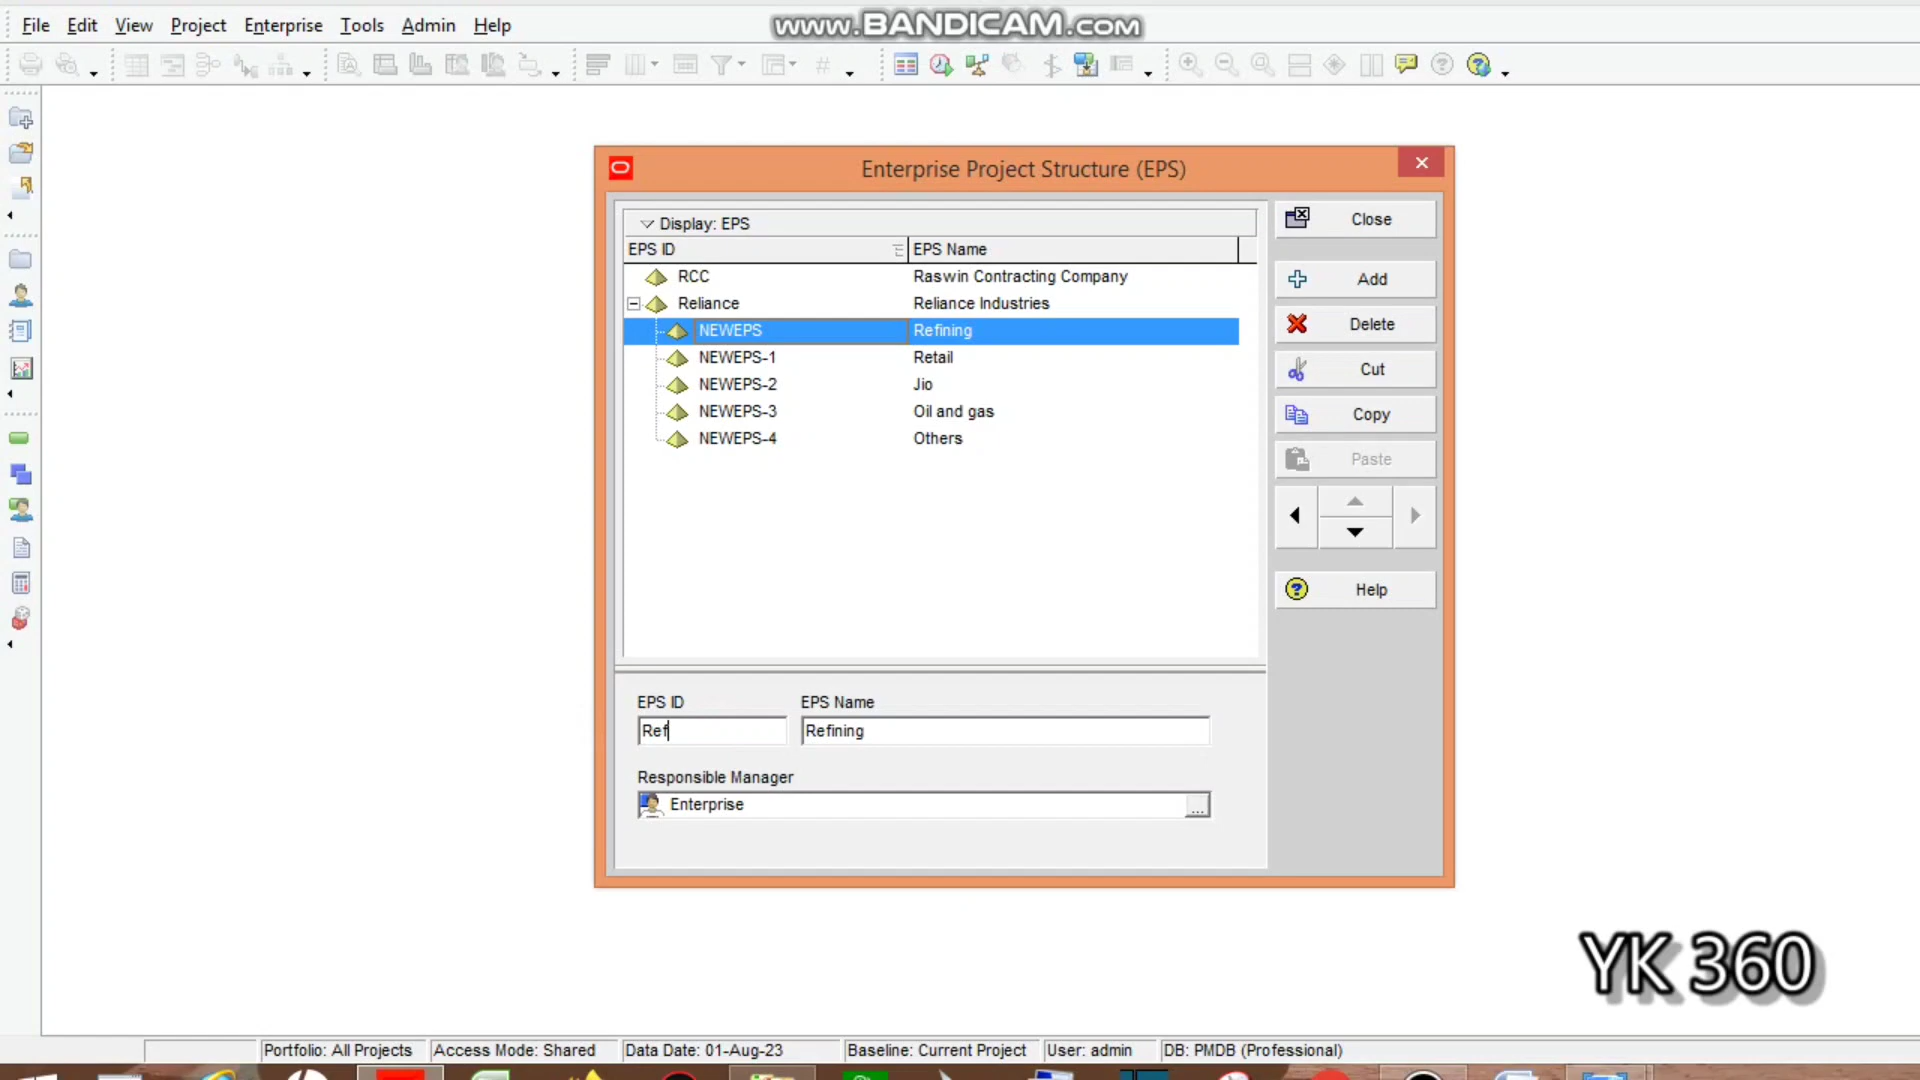 File Edit View Project Enterprise Tools Admin Help
www.BANDICAM.com
Enterprise Project Structure (EPS)
Display: EPS
EPS ID EPS Name
RCC Raswin Contracting Company
Reliance Reliance Industries
NEWEPS Refining
NEWEPS-1 Retail
NEWEPS-2 Jio
NEWEPS-3 Oil and gas
NEWEPS-4 Others
Close
Add
Delete
Cut
Copy
Paste
Help
EPS ID EPS Name
Ref Refining
Responsible Manager
Enterprise ...
YK 360
Portfolio: All Projects Access Mode: Shared Data Date: 01-Aug-23 Baseline: Current Project User: admin DB: PMDB (Professional)